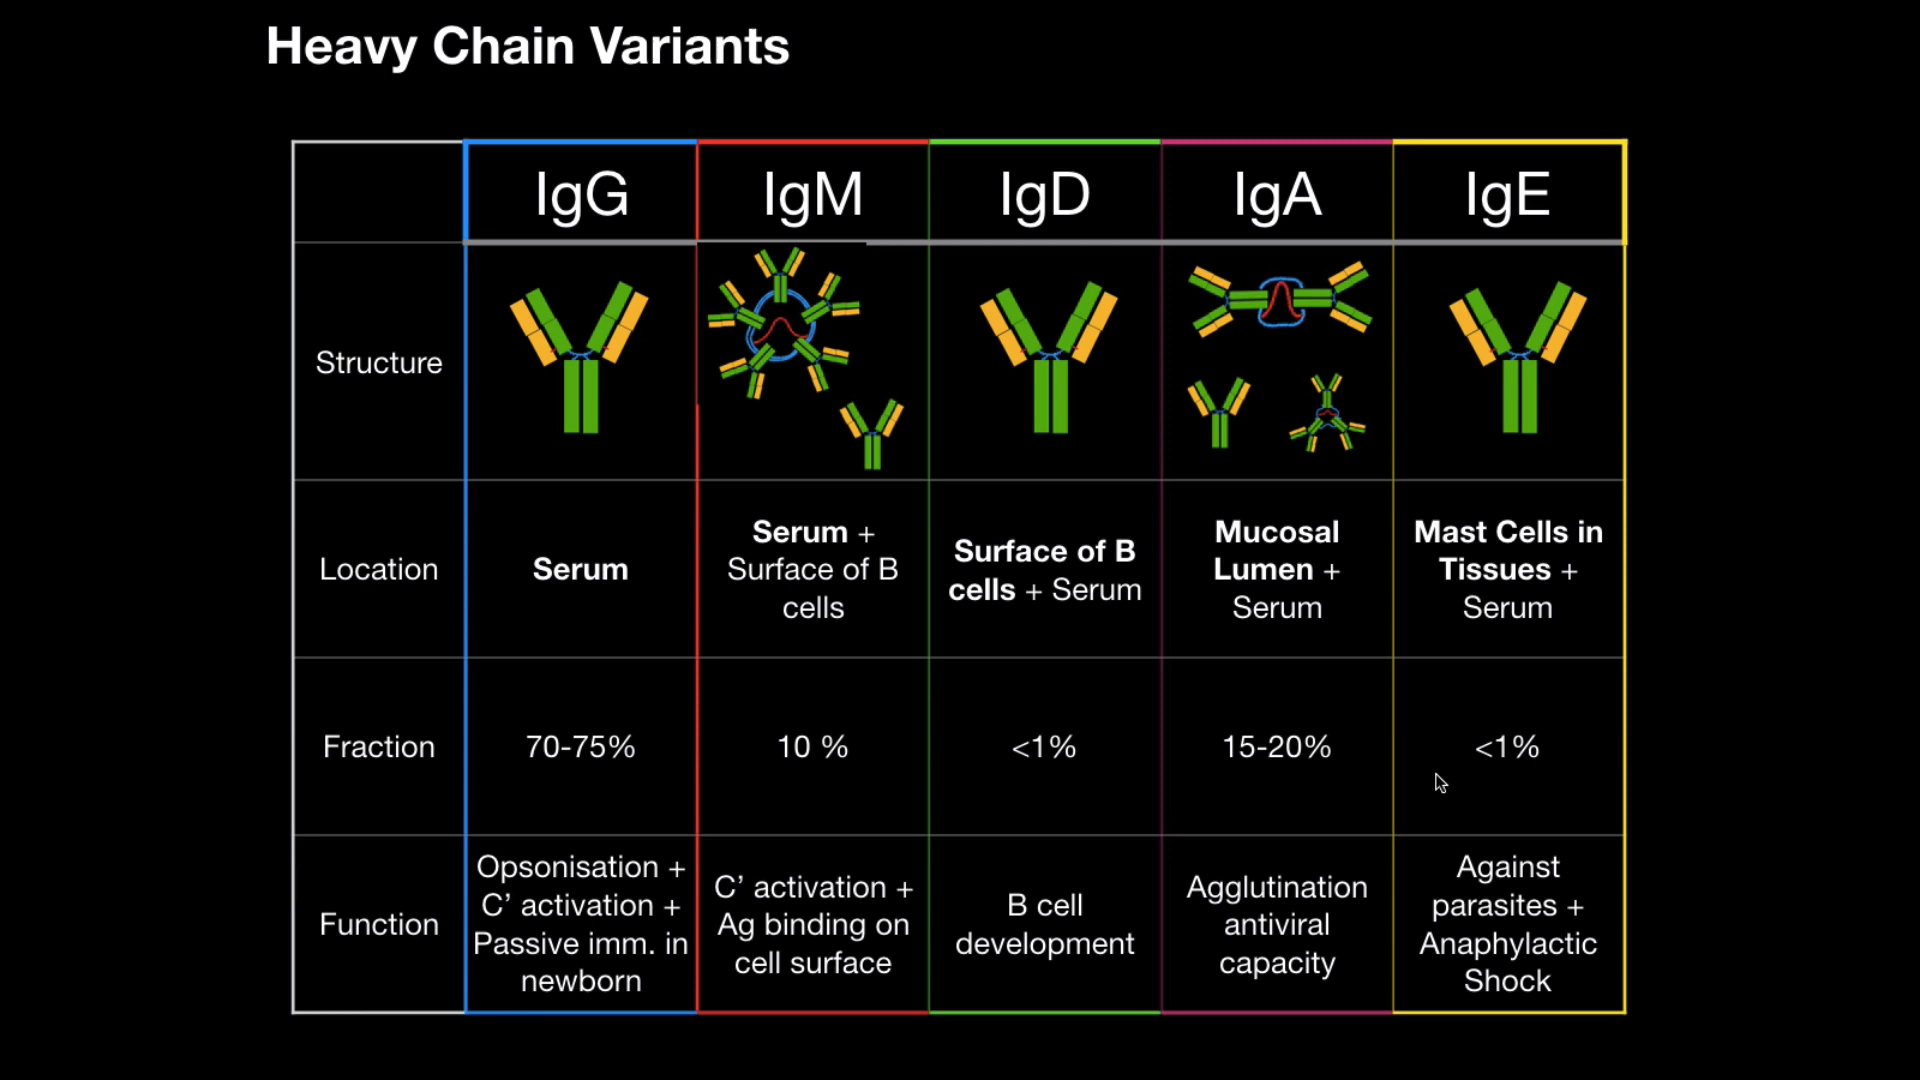 Heavy Chain Variants
IgG IgM IgD IgA IgE
Structure
Location
Serum
Serum +
Surface of B
cells
Surface of B
cells + Serum
Mucosal
Lumen +
Serum
Mast Cells in
Tissues +
Serum
Fraction 70-75% 10 % <1% 15-20% <1%
Function
Opsonisation +
C’ activation +
Passive imm. in
newborn
C’ activation +
Ag binding on
cell surface
B cell
development
Agglutination
antiviral
capacity
Against
parasites +
Anaphylactic
Shock